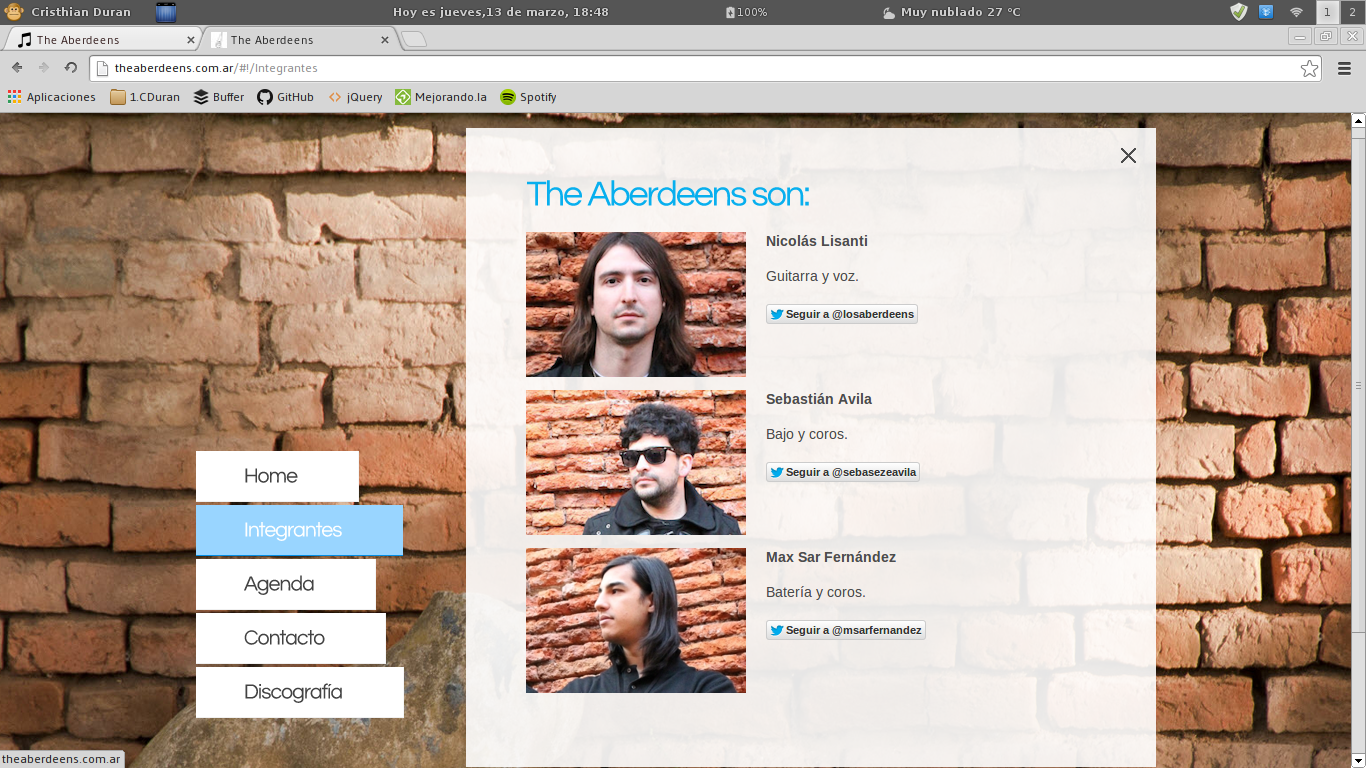 Cristhian Duran
Hoy es jueves,13 de marzo, 18:48
100%
Muy nublado 27 °C
1
2
The Aberdeens
The Aberdeens
theaberdeens.com.ar/#!/Integrantes
Aplicaciones
1.CDuran
Buffer
GitHub
jQuery
Mejorando.la
Spotify
The Aberdeens son:
Nicolás Lisanti
Guitarra y voz.
Seguir a @losaberdeens
Sebastián Avila
Bajo y coros.
Seguir a @sebasezeavila
Max Sar Fernández
Batería y coros.
Seguir a @msarfernandez
Home
Integrantes
Agenda
Contacto
Discografía
theaberdeens.com.ar